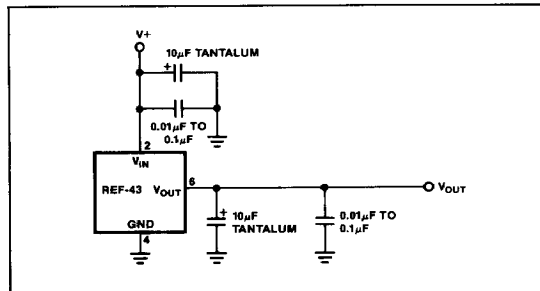 V+
10µF TANTALUM
+
0.01µF TO
0.1µF
2
VIN
REF-43
VOUT
6
VOUT
GND
4
+
10µF
TANTALUM
0.01µF TO
0.1µF